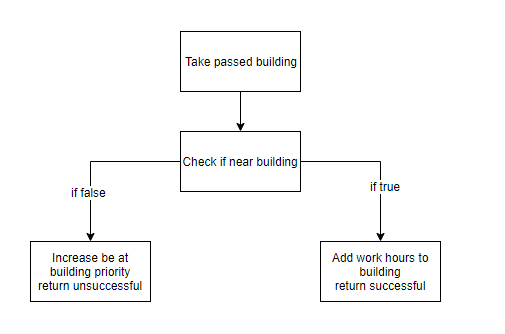 Take passed building
Check if near building
if false
if true
Increase be at
building priority
return unsuccessful
Add work hours to
building
return successful